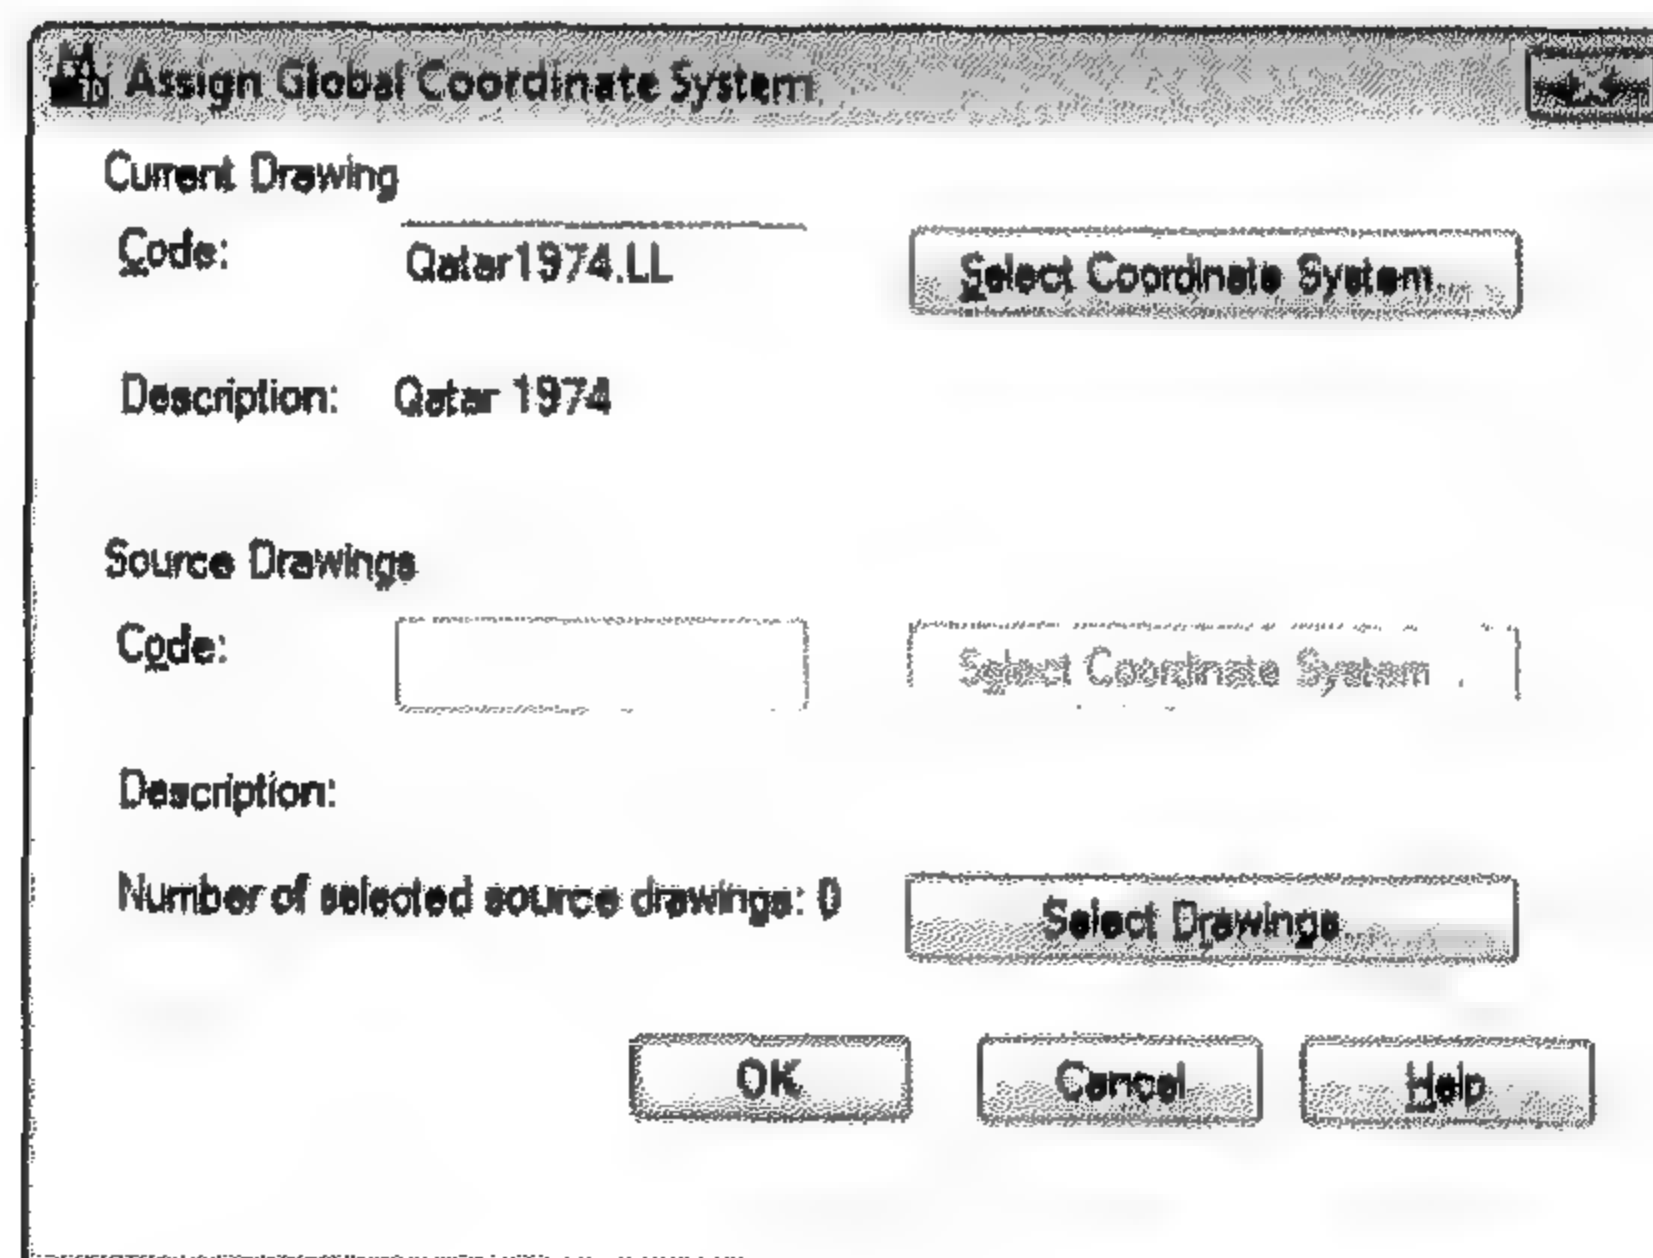 Assign Global Coordinate System
Current Drawing
Code: Qatar1974.LL Select Coordinate System...
Description: Qatar 1974
Source Drawings
Code: Select Coordinate System...
Description:
Number of selected source drawings: 0 Select Drawings...
OK Cancel Help